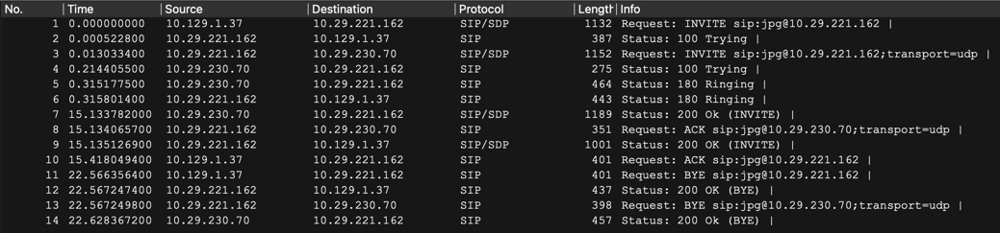 No. Time Source Destination Protocol Length Info
1 0.000000000 10.129.1.37 10.29.221.162 SIP/SDP 1132 Request: INVITE sip:jpg@10.29.221.162 |
2 0.000522800 10.29.221.162 10.129.1.37 SIP 387 Status: 100 Trying |
3 0.013033400 10.29.221.162 10.29.230.70 SIP/SDP 1152 Request: INVITE sip:jpg@10.29.221.162;transport=udp |
4 0.214405500 10.29.230.70 10.29.221.162 SIP 275 Status: 100 Trying |
5 0.315177500 10.29.230.70 10.29.221.162 SIP 464 Status: 180 Ringing |
6 0.315801400 10.29.221.162 10.129.1.37 SIP 443 Status: 180 Ringing |
7 15.133782000 10.29.230.70 10.29.221.162 SIP/SDP 1189 Status: 200 Ok (INVITE) |
8 15.134065700 10.29.221.162 10.29.230.70 SIP 351 Request: ACK sip:jpg@10.29.230.70;transport=udp |
9 15.135126900 10.29.221.162 10.129.1.37 SIP/SDP 1001 Status: 200 OK (INVITE) |
10 15.418049400 10.129.1.37 10.29.221.162 SIP 401 Request: ACK sip:jpg@10.29.221.162 |
11 22.566356400 10.129.1.37 10.29.221.162 SIP 401 Request: BYE sip:jpg@10.29.221.162 |
12 22.567247400 10.29.221.162 10.129.1.37 SIP 437 Status: 200 OK (BYE) |
13 22.567249800 10.29.221.162 10.29.230.70 SIP 398 Request: BYE sip:jpg@10.29.230.70;transport=udp |
14 22.628367200 10.29.230.70 10.29.221.162 SIP 457 Status: 200 Ok (BYE) |